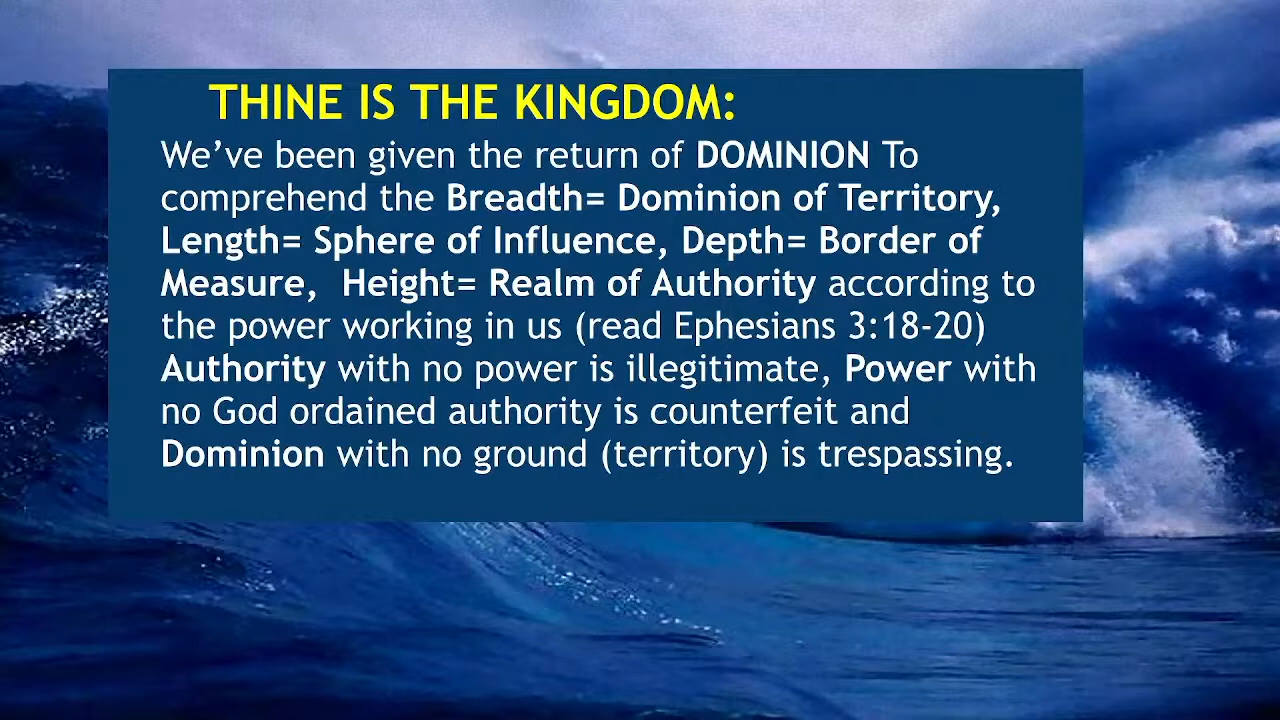 THINE IS THE KINGDOM:
We’ve been given the return of DOMINION To
comprehend the Breadth= Dominion of Territory,
Length= Sphere of Influence, Depth= Border of
Measure,  Height= Realm of Authority according to
the power working in us (read Ephesians 3:18-20)
Authority with no power is illegitimate, Power with
no God ordained authority is counterfeit and
Dominion with no ground (territory) is trespassing.